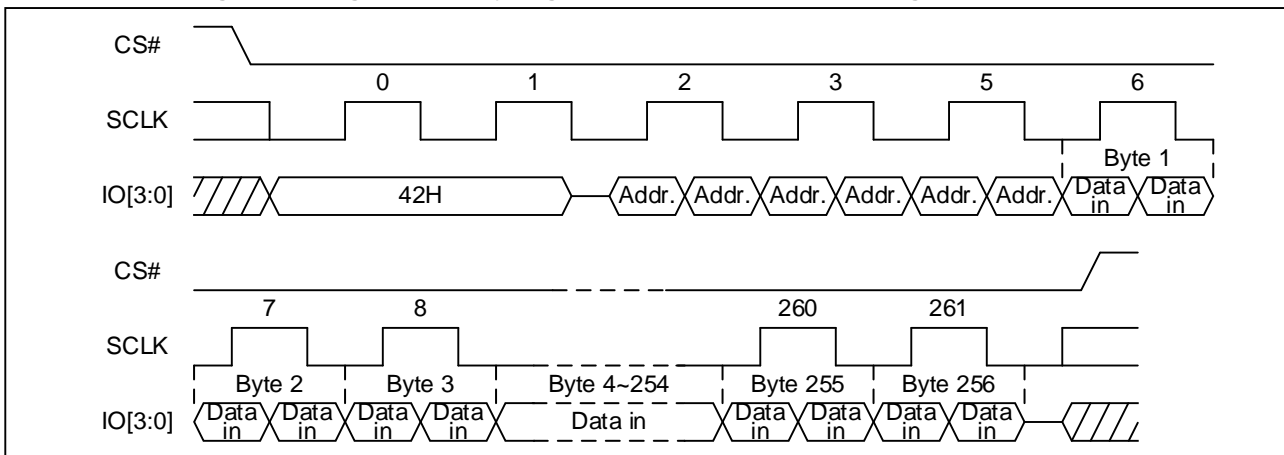 CS#
0 1 2 3 5 6
SCLK
Byte 1
IO[3:0] 42H Addr. Addr. Addr. Addr. Addr. Addr. Data in Data in
CS#
7 8 260 261
SCLK
Byte 2 Byte 3 Byte 4~254 Byte 255 Byte 256
IO[3:0] Data in Data in Data in Data in Data in Data in Data in Data in Data in